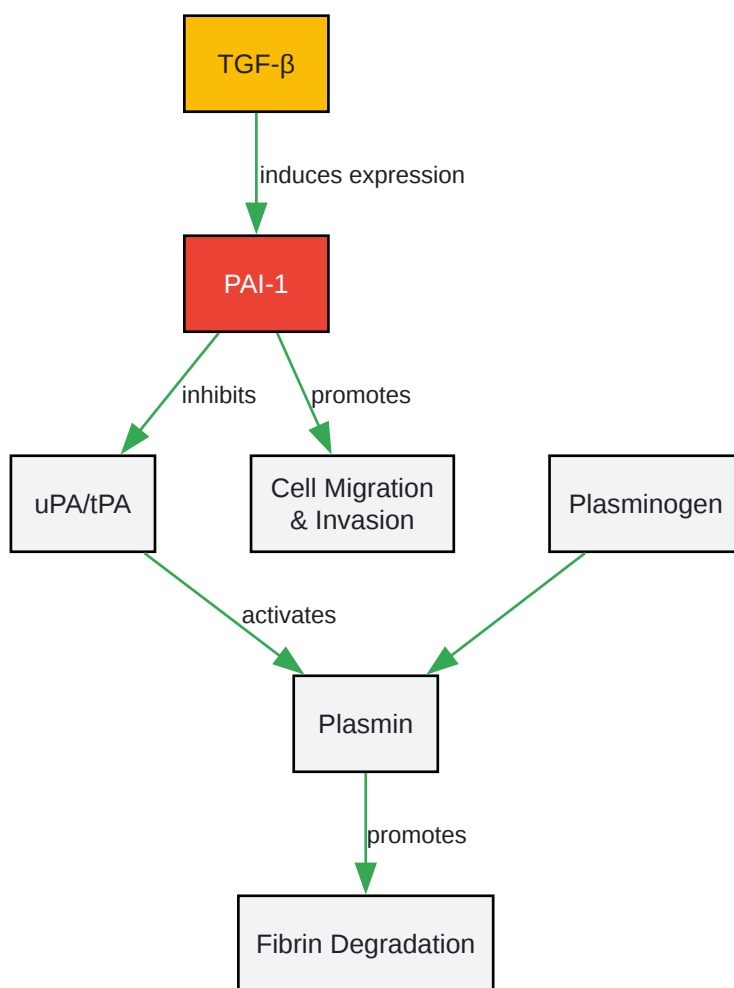 TGF-β
induces expression
PAI-1
inhibits
promotes
uPA/tPA
Cell Migration
& Invasion
Plasminogen
activates
Plasmin
promotes
Fibrin Degradation